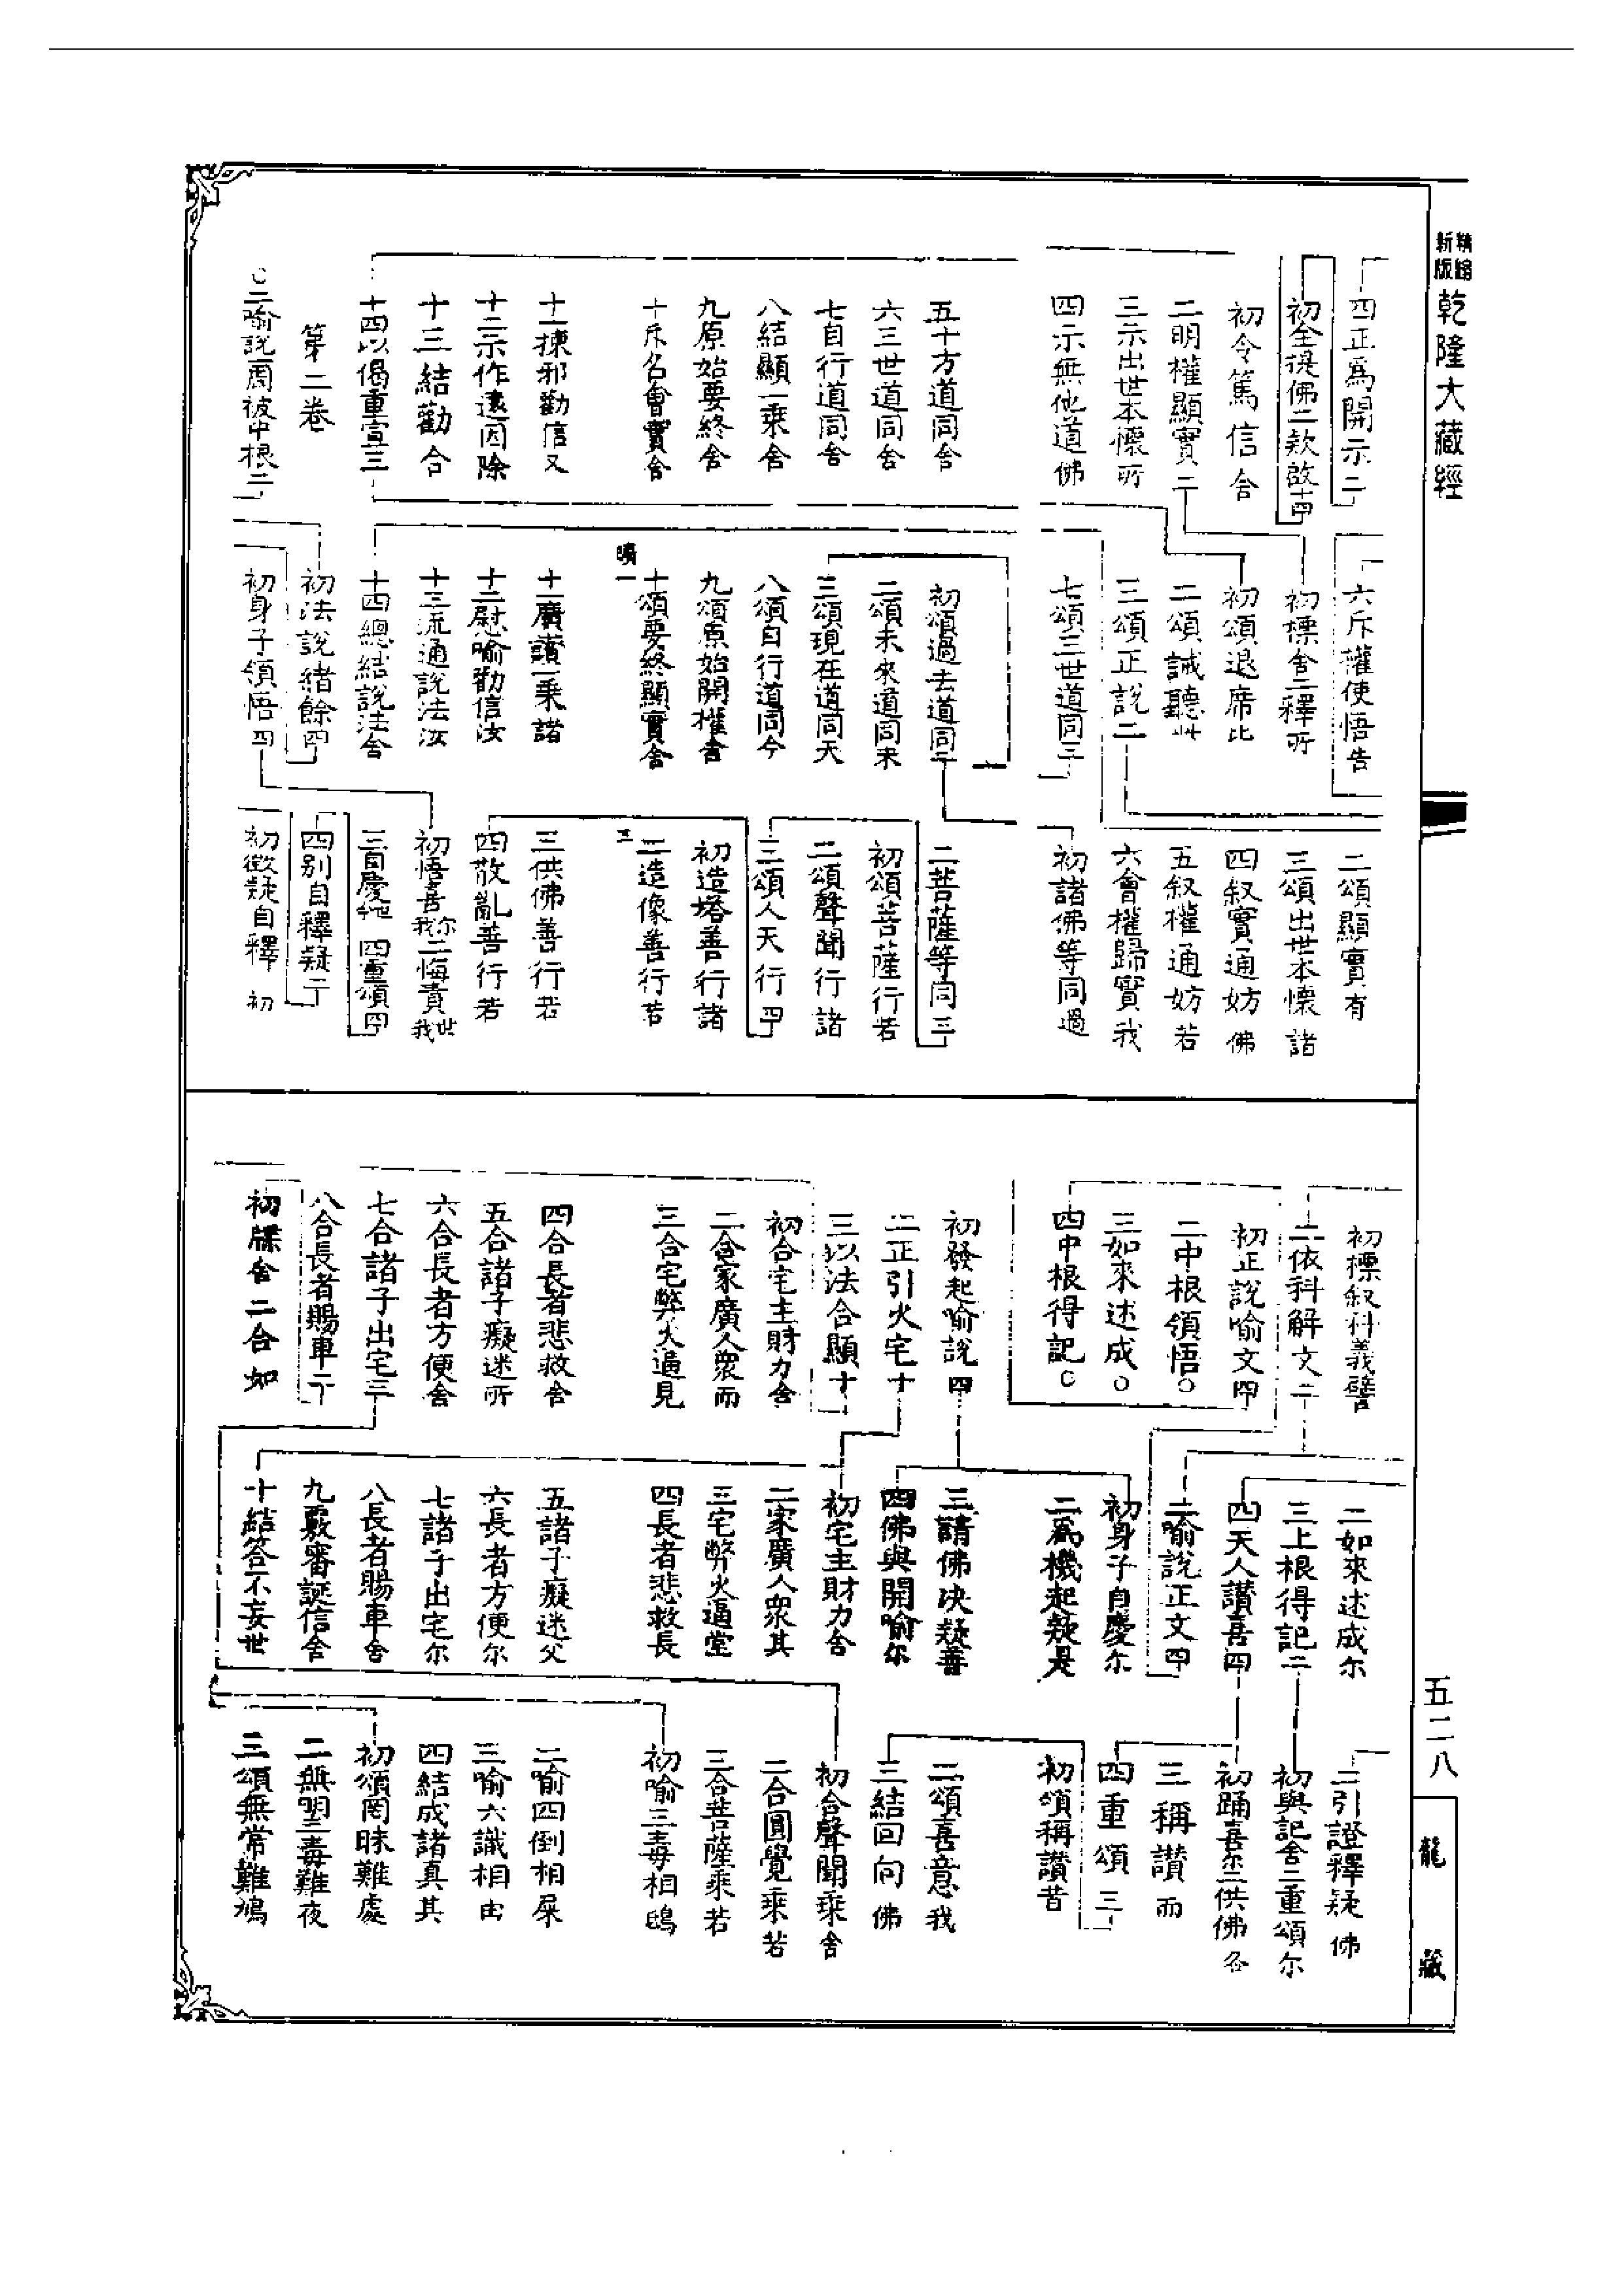 精縮新版
乾隆大藏經
四正為開示二
初全提佛二欻啟十四
初令篤信合
二明權顯實二
三示出世本懷所
四示無他道佛
五十方道同舍
六三世道同舍
七自行道同舍
八結顯一乘舍
九原始要終舍
十斥名會實舍
十一揀邪勸信又
十二示作遠因除
十三結勸合
十四以偈重宣三
第二卷
○二喻說周被中根二
六斥權使悟告
初標舍二釋所
初頌退席比
二頌誡聽
三頌正說二
七頌三世道同三
初頌過去道同二
二頌未來道同未
三頌現在道同天
八頌自行道同今
九頌原始開權舍
十頌要終顯實舍
十一廣讚一乘諸
十二慰喻勸信汝
十三流通說法汝
十四總結說法舍
初法說緒餘四
初身子領悟四
二頌顯實有
三頌出世本懷諸
四叙實通妨佛
五叙權通妨若
六會權歸實我
初諸佛等同過
二菩薩等同三
初頌菩薩行若
二頌聲聞行諸
三頌人天行四
初造塔善行諸
二造像善行若
三供佛善行若
四散亂善行若
初悟喜尔我二悔責世我
三自慶 四重頌四
四別自釋疑二
初徵疑自釋初
初標叙科義譬
二依科解文二
初正說喻文四
二中根領悟○
三如來述成○
四中根得記○
初發起喻說四
二正引火宅十
三以法合顯十
初合宅主財力舍
二合家廣人眾而
三合宅弊火逼見
四合長者悲救舍
五合諸子癡迷所
六合長者方便舍
七合諸子出宅三
八合長者賜車二
初牒舍二合如
二如來述成尔
三上根得記二
四天人讚喜四
二喻說正文四
初身子自慶尔
二為機起疑是
三請佛决疑善
四佛與開喻尔
初宅主財力舍
二家廣人眾其
三宅弊火逼堂
四長者悲救長
五諸子癡迷父
六長者方便尔
七諸子出宅尔
八長者賜車舍
九覈審誕信舍
十結答不妄世
二引證釋疑佛
初與記舍二重頌尔
初踊喜尔二供佛各
三稱讚而
四重頌三
初頌稱讚昔
二頌喜意我
三結回向佛
初合聲聞乘舍
二合圓覺乘若
三合菩薩乘若
初喻三毒相鴟
二喻四倒相屎
三喻六識相由
四結成諸真其
初頌罔昧難處
二無明三毒難夜
三頌無常難鳩
五二八
龍藏